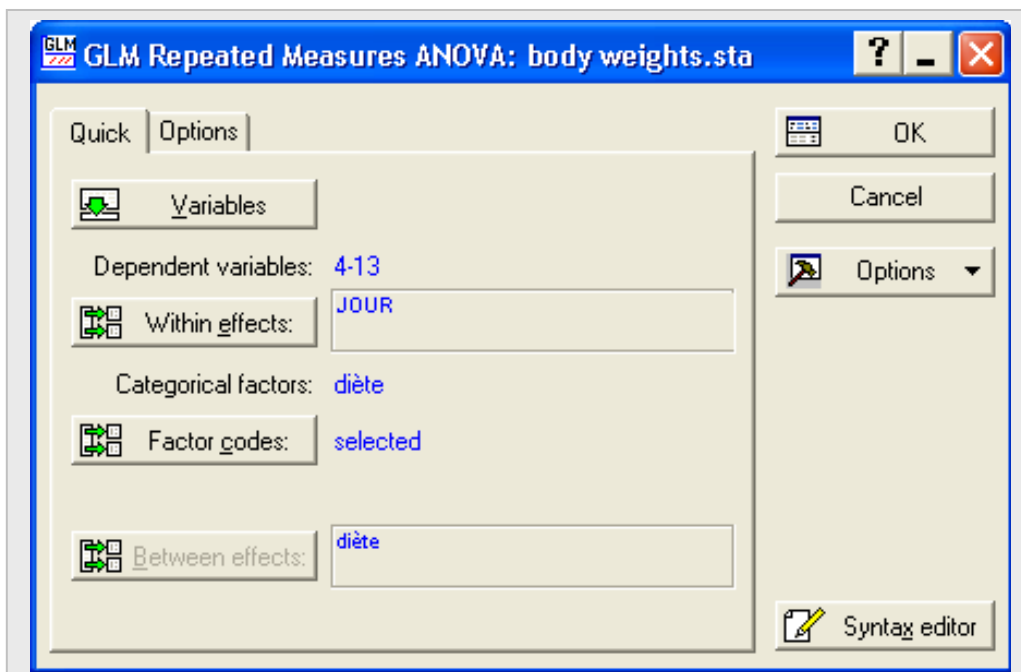 GLM
GLM Repeated Measures ANOVA: body weights.sta
?
Quick
Options
OK
Variables
Cancel
Dependent variables: 4-13
Options
Within effects:
JOUR
Categorical factors: diète
Factor codes: selected
Between effects:
diète
Syntax editor